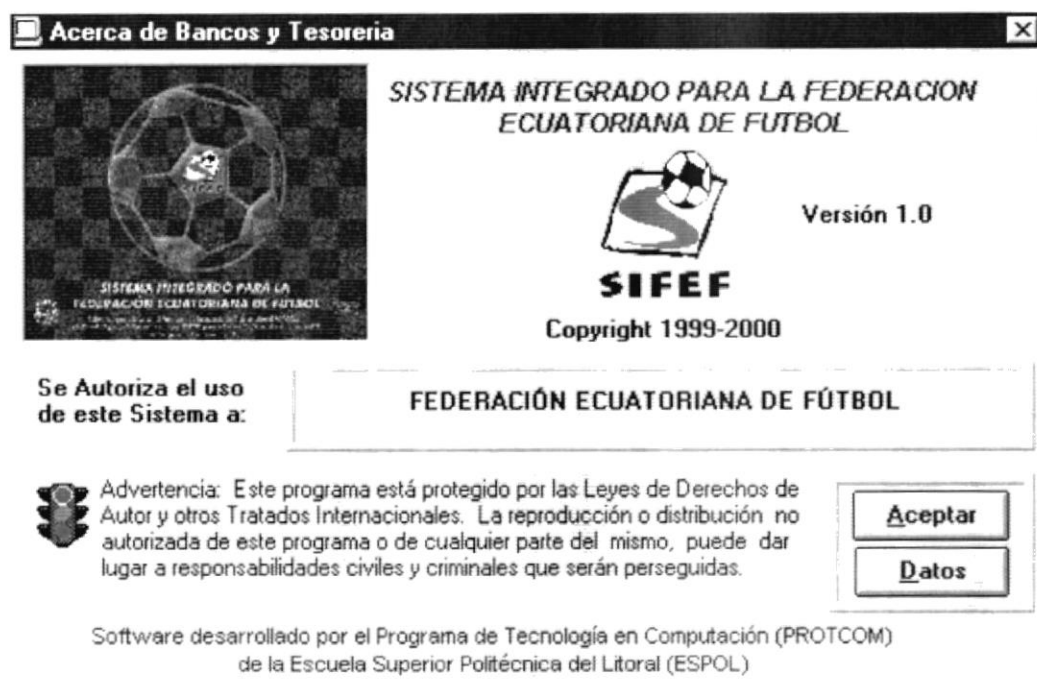 Acerca de Bancos y Tesoreria
SISTEMA INTEGRADO PARA LA FEDERACION
ECUATORIANA DE FUTBOL
SIFEF
SISTEMA INTEGRADO PARA LA
FEDERACIÓN ECUATORIANA DE FUTBOL
Versión 1.0
SIFEF
Copyright 1999-2000
Se Autoriza el uso
de este Sistema a:
FEDERACIÓN ECUATORIANA DE FÚTBOL
Advertencia: Este programa está protegido por las Leyes de Derechos de
Autor y otros Tratados Internacionales. La reproducción o distribución no
autorizada de este programa o de cualquier parte del mismo, puede dar
lugar a responsabilidades civiles y criminales que serán perseguidas.
Aceptar
Datos
Software desarrollado por el Programa de Tecnología en Computación (PROTCOM)
de la Escuela Superior Politécnica del Litoral (ESPOL)